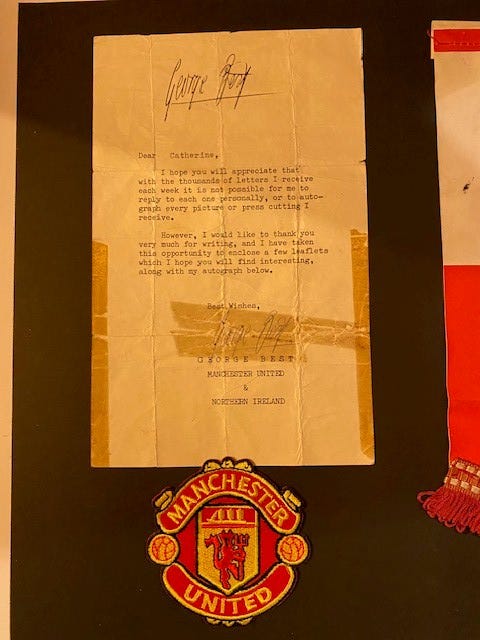 George Best
Dear Catherine,
I hope you will appreciate that
with the thousands of letters I receive
each week it is not possible for me to
reply to each one personally, or to auto-
graph every picture or press cutting I
receive.
However, I would like to thank you
very much for writing, and I have taken
this opportunity to enclose a few leaflets
which I hope you will find interesting,
along with my autograph below.
Best Wishes,
George Best
GEORGE BEST
MANCHESTER UNITED
&
NORTHERN IRELAND
MANCHESTER
UNITED